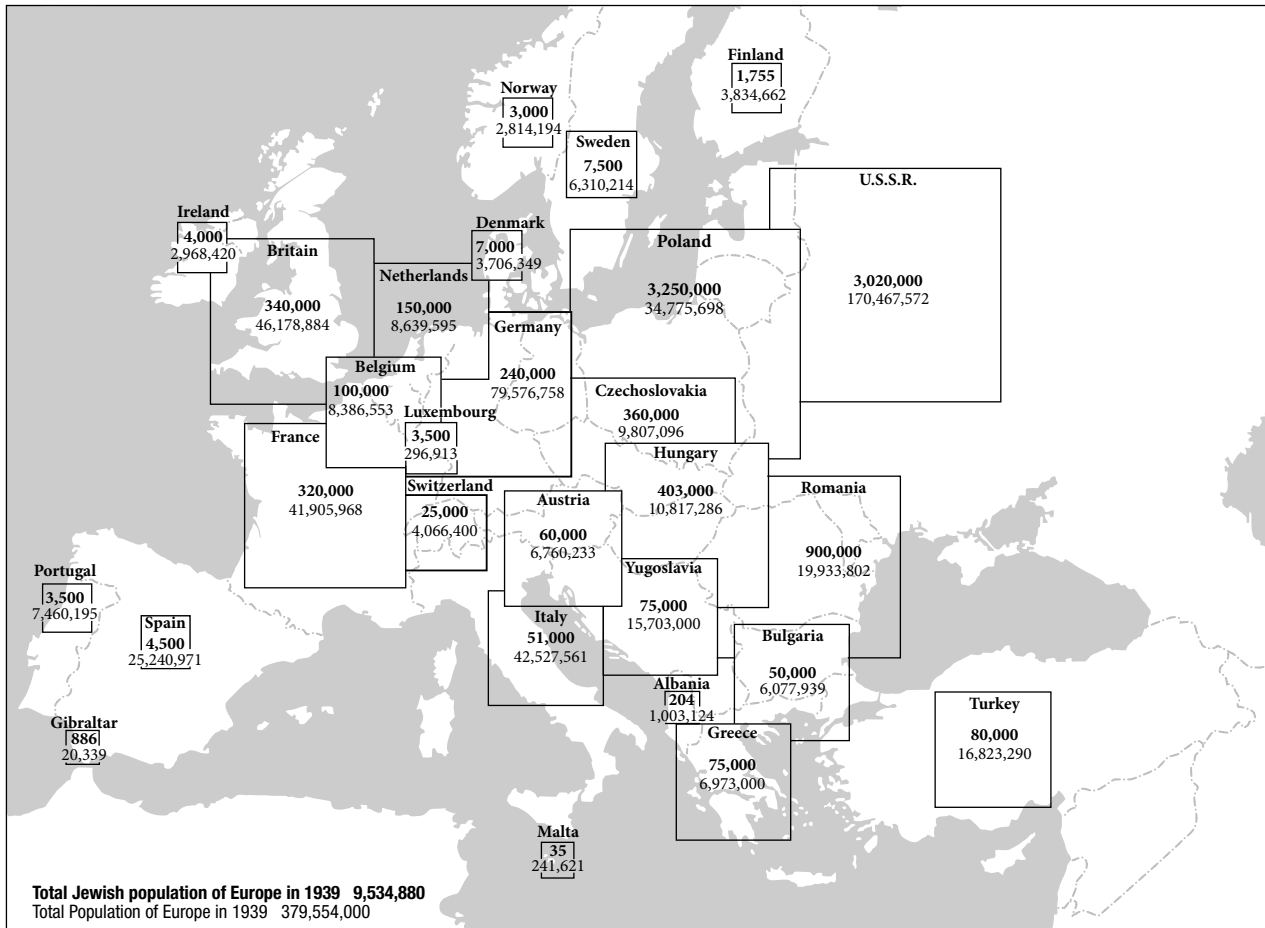 Finland
1,755
3,834,662
Norway
3,000
2,814,194
Sweden
7,500
6,310,214
U.S.S.R.
3,020,000
170,467,572
Ireland
4,000
2,968,420
Britain
340,000
46,178,884
Denmark
7,000
3,706,349
Netherlands
150,000
8,639,595
Poland
3,250,000
34,775,698
Germany
240,000
79,576,758
Belgium
100,000
8,386,553
Luxembourg
3,500
296,913
Czechoslovakia
360,000
9,807,096
France
320,000
41,905,968
Switzerland
25,000
4,066,400
Hungary
403,000
10,817,286
Austria
60,000
6,760,233
Romania
900,000
19,933,802
Portugal
3,500
7,460,195
Spain
4,500
25,240,971
Italy
51,000
42,527,561
Yugoslavia
75,000
15,703,000
Bulgaria
50,000
6,077,939
Albania
204
1,003,124
Gibraltar
886
20,339
Greece
75,000
6,973,000
Turkey
80,000
16,823,290
Malta
35
241,621
Total Jewish population of Europe in 1939 9,534,880
Total Population of Europe in 1939 379,554,000